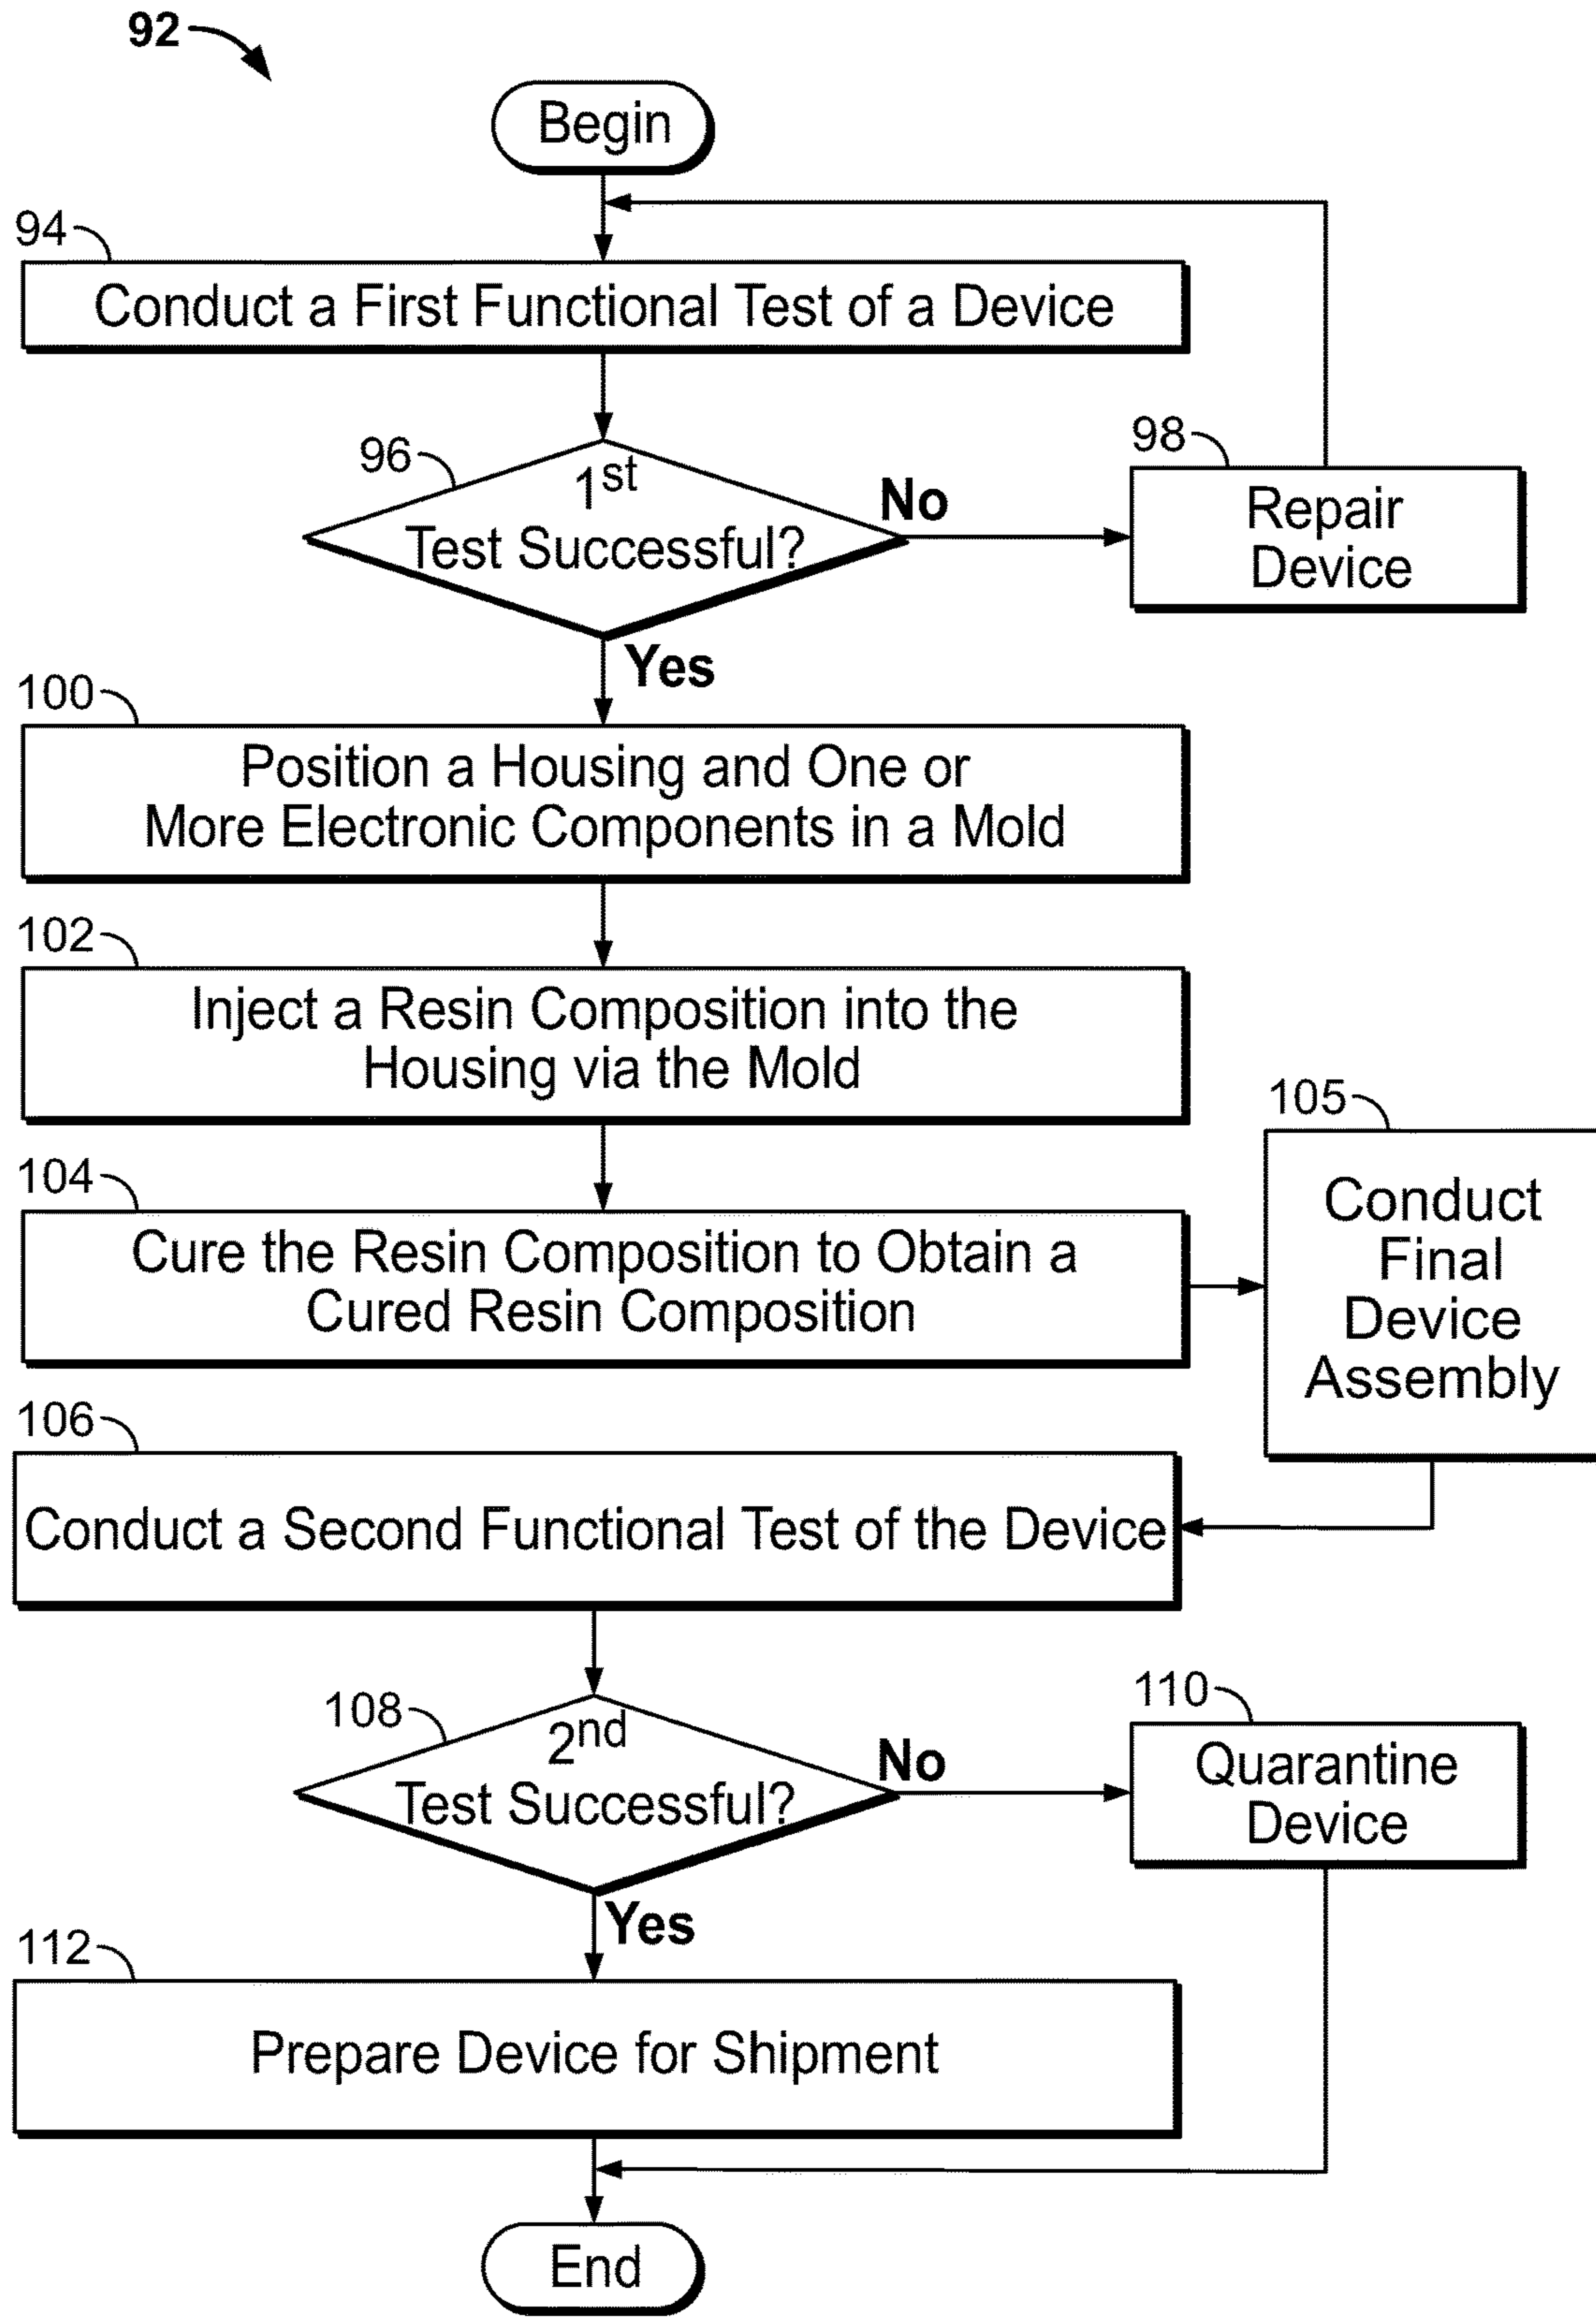 92
Begin
94
Conduct a First Functional Test of a Device
96
1st
Test Successful?
No
98
Repair
Device
Yes
100
Position a Housing and One or
More Electronic Components in a Mold
102
Inject a Resin Composition into the
Housing via the Mold
104
Cure the Resin Composition to Obtain a
Cured Resin Composition
105
Conduct
Final
Device
Assembly
106
Conduct a Second Functional Test of the Device
108
2nd
Test Successful?
No
110
Quarantine
Device
Yes
112
Prepare Device for Shipment
End